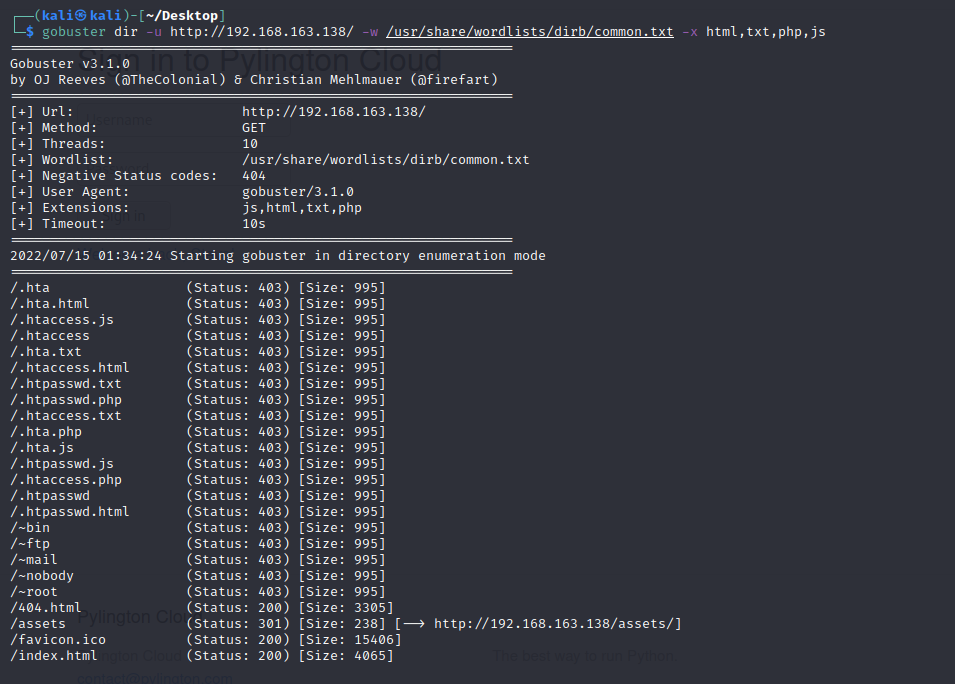 ┌──(kali㉿kali)-[~/Desktop]
└─$ gobuster dir -u http://192.168.163.138/ -w /usr/share/wordlists/dirb/common.txt -x html,txt,php,js
===============================================================
Sign in to Pylington Cloud
Gobuster v3.1.0
by OJ Reeves (@TheColonial) & Christian Mehlmauer (@firefart)
===============================================================
[+] Url:                     http://192.168.163.138/
[+] Method:                  GET
[+] Threads:                 10
[+] Wordlist:                /usr/share/wordlists/dirb/common.txt
[+] Negative Status codes:   404
[+] User Agent:              gobuster/3.1.0
[+] Extensions:              js,html,txt,php
[+] Timeout:                 10s
===============================================================
2022/07/15 01:34:24 Starting gobuster in directory enumeration mode
===============================================================
/.hta                 (Status: 403) [Size: 995]
/.hta.html            (Status: 403) [Size: 995]
/.htaccess.js         (Status: 403) [Size: 995]
/.htaccess            (Status: 403) [Size: 995]
/.hta.txt             (Status: 403) [Size: 995]
/.htaccess.html       (Status: 403) [Size: 995]
/.htpasswd.txt        (Status: 403) [Size: 995]
/.htpasswd.php        (Status: 403) [Size: 995]
/.htaccess.txt        (Status: 403) [Size: 995]
/.hta.php             (Status: 403) [Size: 995]
/.hta.js              (Status: 403) [Size: 995]
/.htpasswd.js         (Status: 403) [Size: 995]
/.htaccess.php        (Status: 403) [Size: 995]
/.htpasswd            (Status: 403) [Size: 995]
/.htpasswd.html       (Status: 403) [Size: 995]
/~bin                 (Status: 403) [Size: 995]
/~ftp                 (Status: 403) [Size: 995]
/~mail                (Status: 403) [Size: 995]
/~nobody              (Status: 403) [Size: 995]
/~root                (Status: 403) [Size: 995]
/404.html             (Status: 200) [Size: 3305]
/assets               (Status: 301) [Size: 238] [--> http://192.168.163.138/assets/]
/favicon.ico          (Status: 200) [Size: 15406]
/index.html           (Status: 200) [Size: 4065]
The best way to run Python.